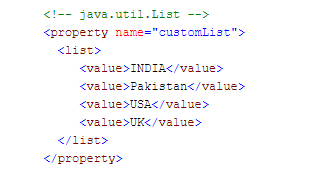 <!-- java.util.List -->
<property name="customList">
<list>
<value>INDIA</value>
<value>Pakistan</value>
<value>USA</value>
<value>UK</value>
</list>
</property>